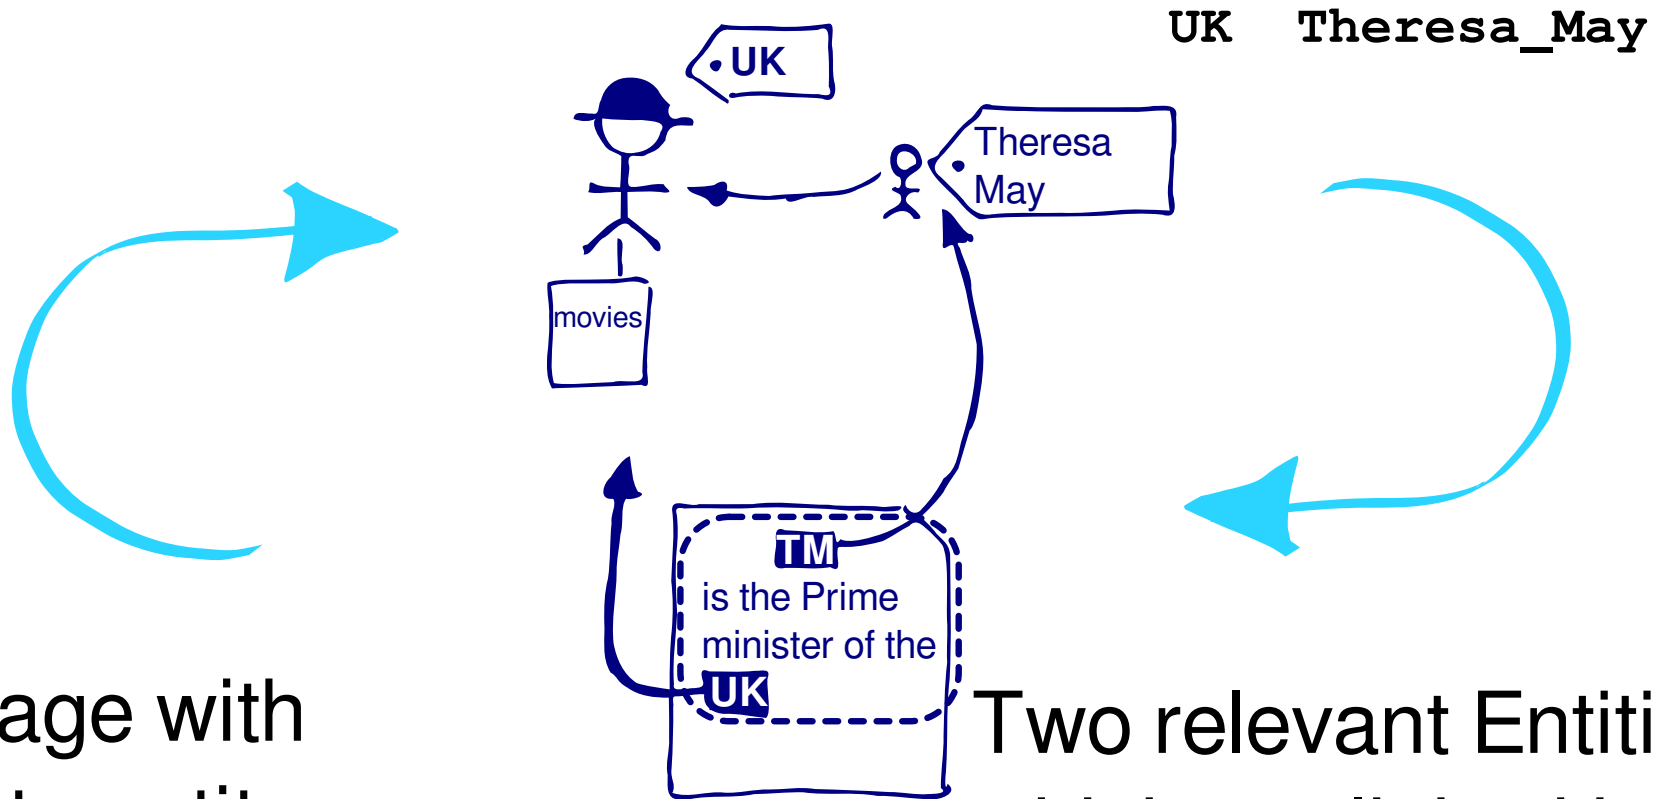 UK Theresa_May
UK
Theresa
May
movies
TM
is the Prime
minister of the
UK
age with
Two relevant Entiti